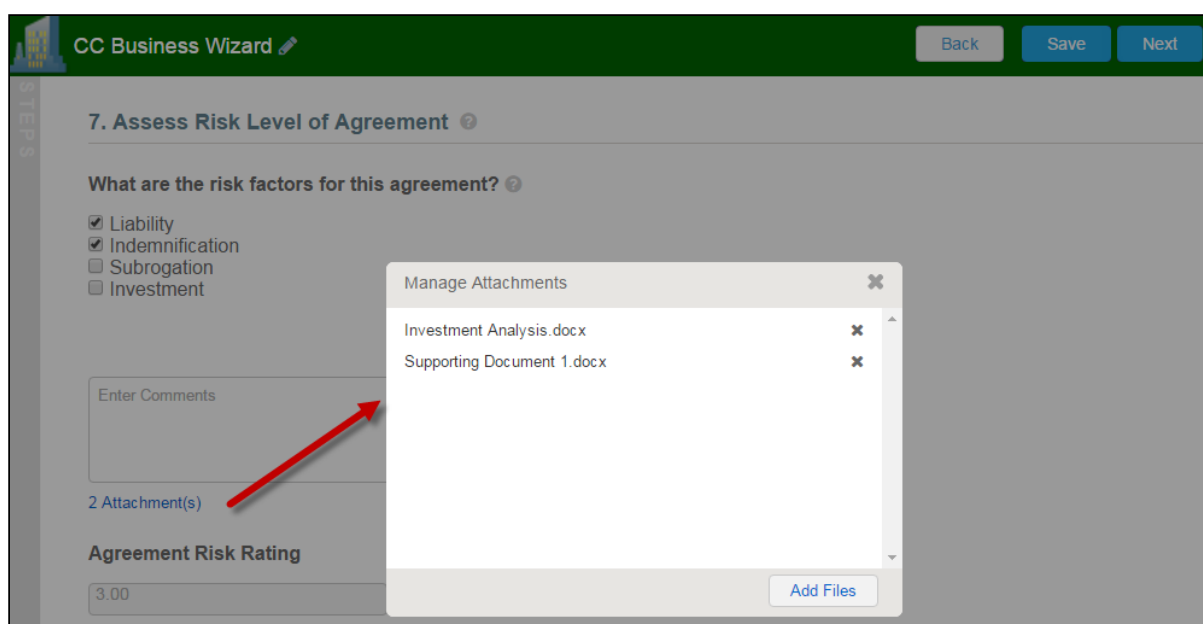 CC Business Wizard
Back
Save
Next
STEPS
7. Assess Risk Level of Agreement
What are the risk factors for this agreement?
Liability
Indemnification
Subrogation
Investment
Manage Attachments
Investment Analysis.docx
Supporting Document 1.docx
Enter Comments
2 Attachment(s)
Agreement Risk Rating
3.00
Add Files